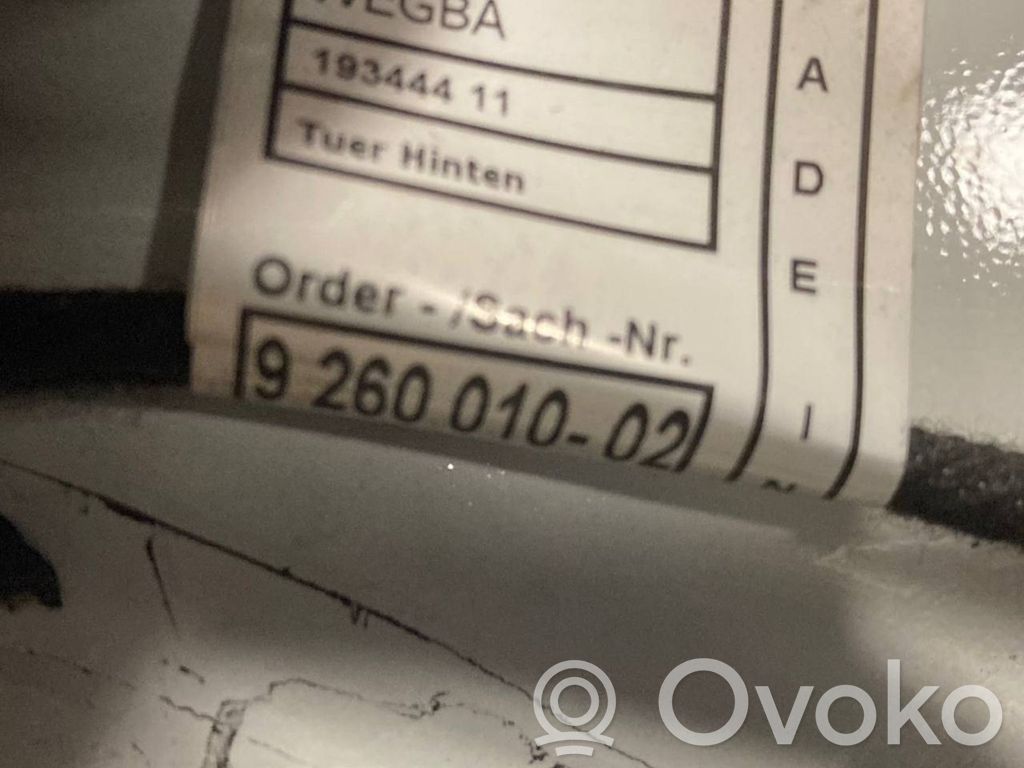 193444 11
Tuer Hinten
Order - /Sach -Nr.
9 260 010-02
A
D
E
I
Ovoko